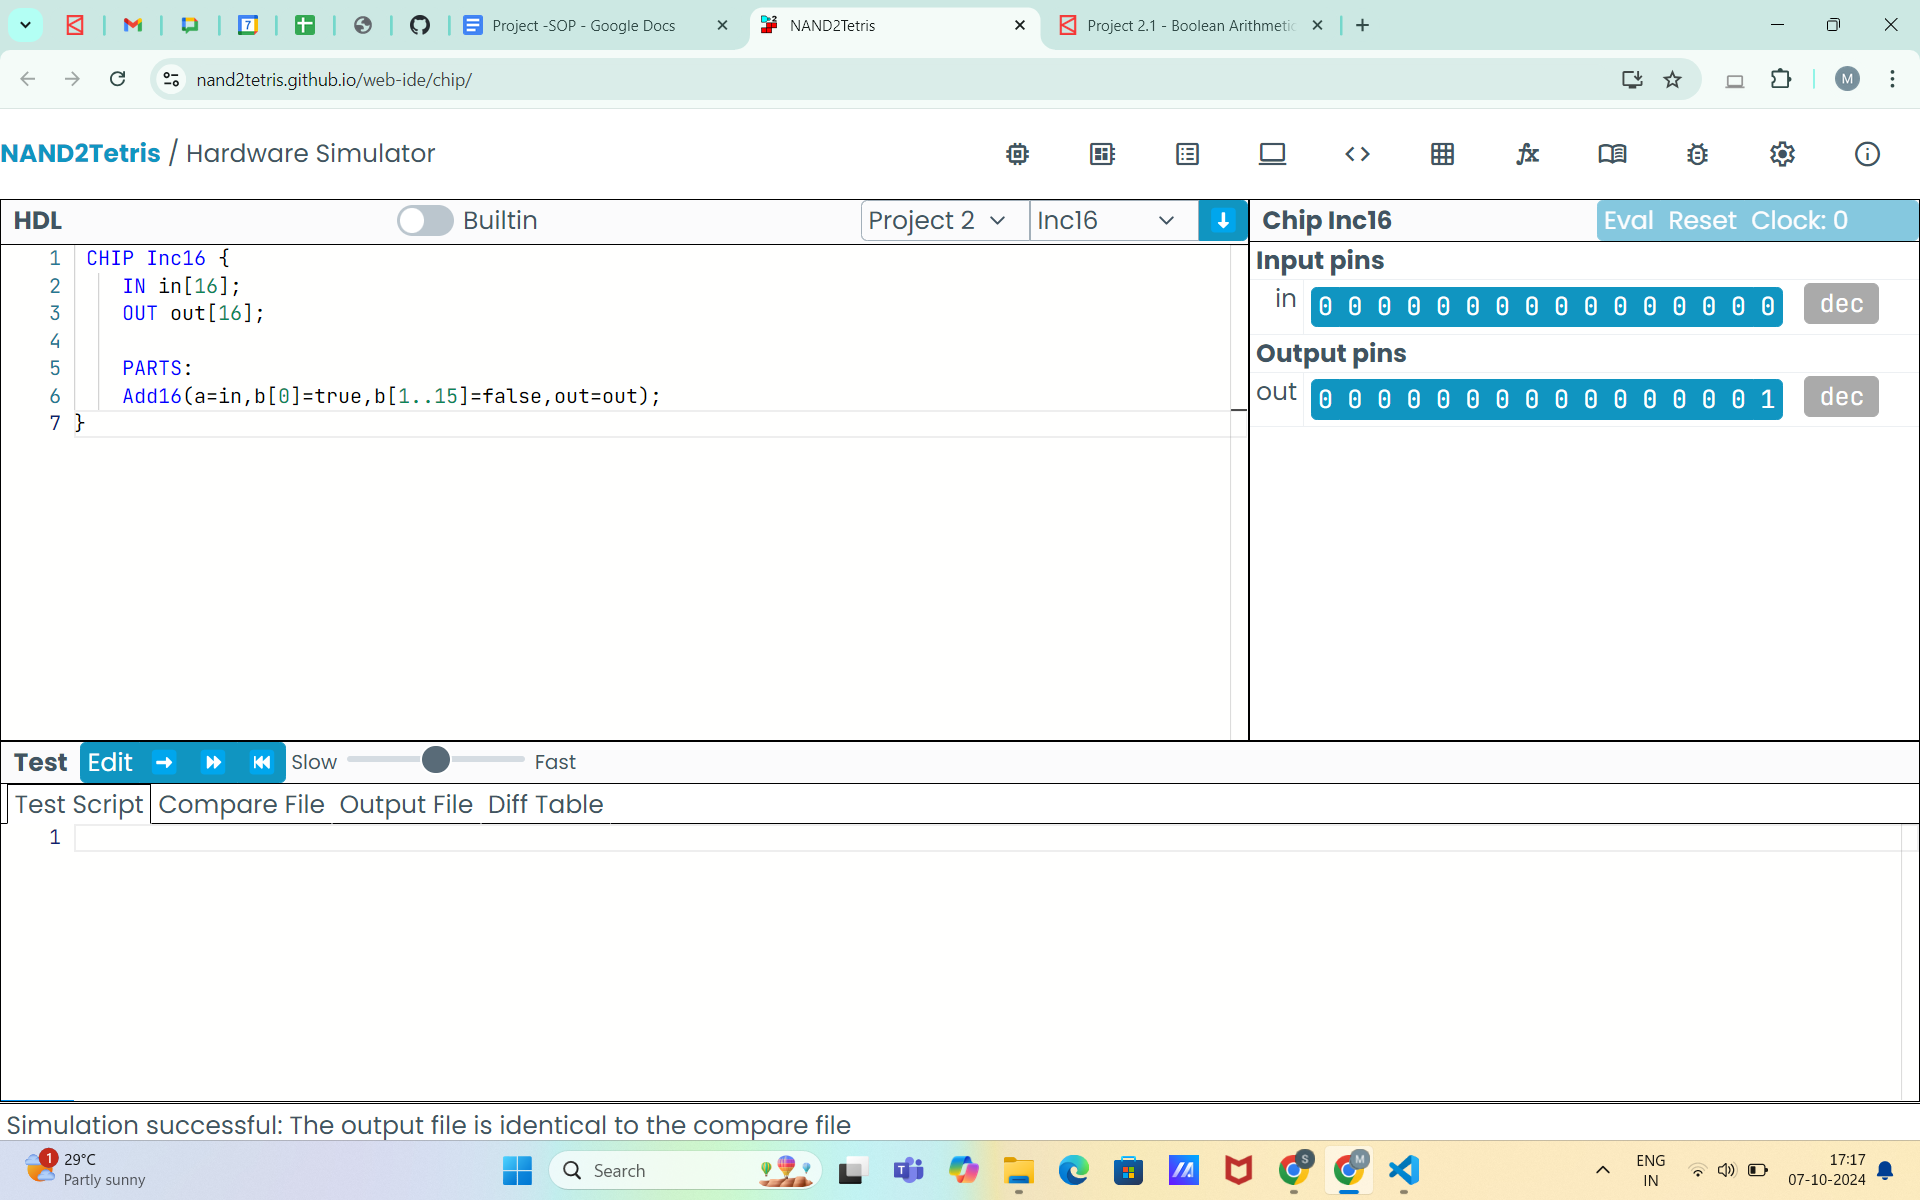 Project -SOP - Google Docs
NAND2Tetris
Project 2.1 - Boolean Arithmetic
nand2tetris.github.io/web-ide/chip/
M
NAND2Tetris / Hardware Simulator
HDL
Builtin
Project 2
Inc16
Chip Inc16
Eval Reset Clock: 0
1 CHIP Inc16 {
2 IN in[16];
3 OUT out[16];
4
5 PARTS:
6 Add16(a=in,b[0]=true,b[1..15]=false,out=out);
7 }
Input pins
in 0 0 0 0 0 0 0 0 0 0 0 0 0 0 0 0 dec
Output pins
out 0 0 0 0 0 0 0 0 0 0 0 0 0 0 0 1 dec
Test Edit Slow Fast
Test Script Compare File Output File Diff Table
1
Simulation successful: The output file is identical to the compare file
1
29°C
Partly sunny
Search
S
M
ENG
IN
17:17
07-10-2024